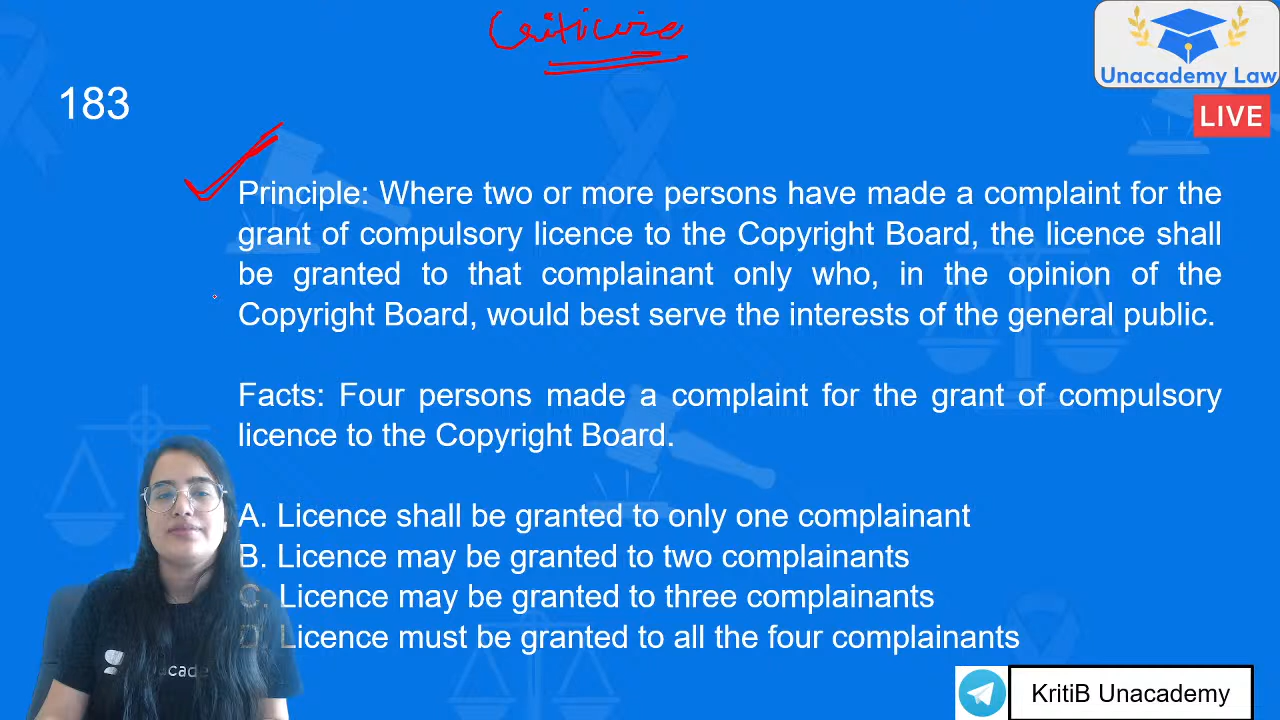 Criticize
Unacademy Law
LIVE
183
Principle: Where two or more persons have made a complaint for the
grant of compulsory licence to the Copyright Board, the licence shall
be granted to that complainant only who, in the opinion of the
Copyright Board, would best serve the interests of the general public.
Facts: Four persons made a complaint for the grant of compulsory
licence to the Copyright Board.
A. Licence shall be granted to only one complainant
B. Licence may be granted to two complainants
C. Licence may be granted to three complainants
D. Licence must be granted to all the four complainants
KritiB Unacademy